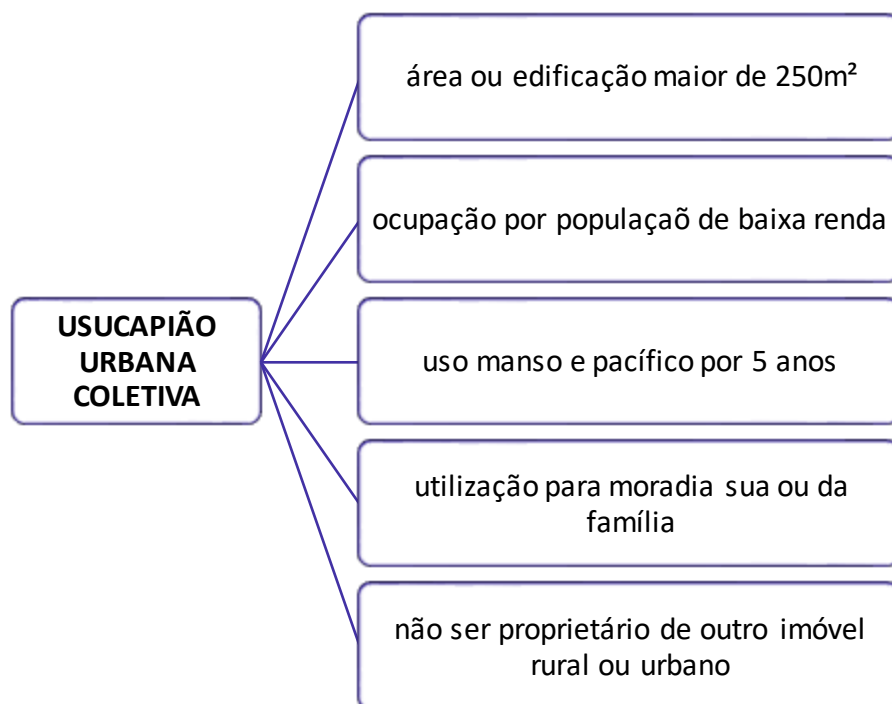 área ou edificação maior de 250m²
ocupação por populaçaõ de baixa renda
USUCAPIÃO
URBANA
COLETIVA
uso manso e pacífico por 5 anos
utilização para moradia sua ou da
família
não ser proprietário de outro imóvel
rural ou urbano